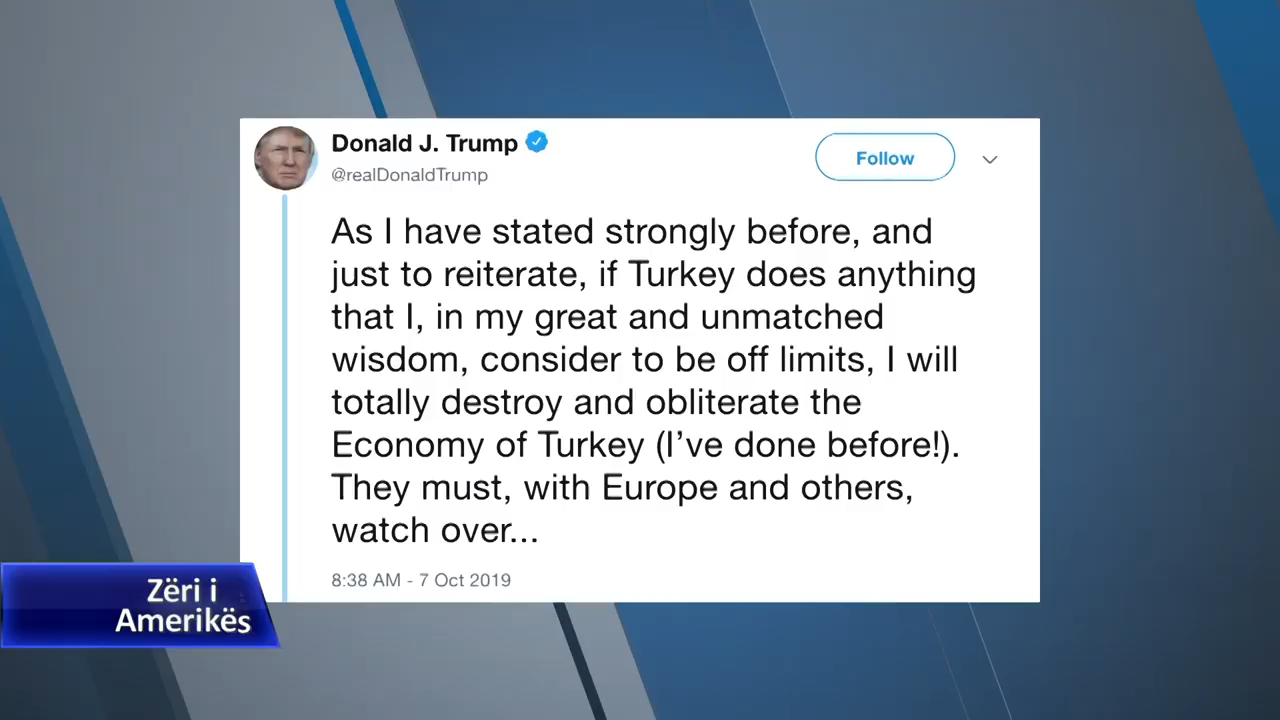 Donald J. Trump
@realDonaldTrump
Follow
As I have stated strongly before, and
just to reiterate, if Turkey does anything
that I, in my great and unmatched
wisdom, consider to be off limits, I will
totally destroy and obliterate the
Economy of Turkey (I’ve done before!).
They must, with Europe and others,
watch over...
8:38 AM - 7 Oct 2019
Zëri i
Amerikës